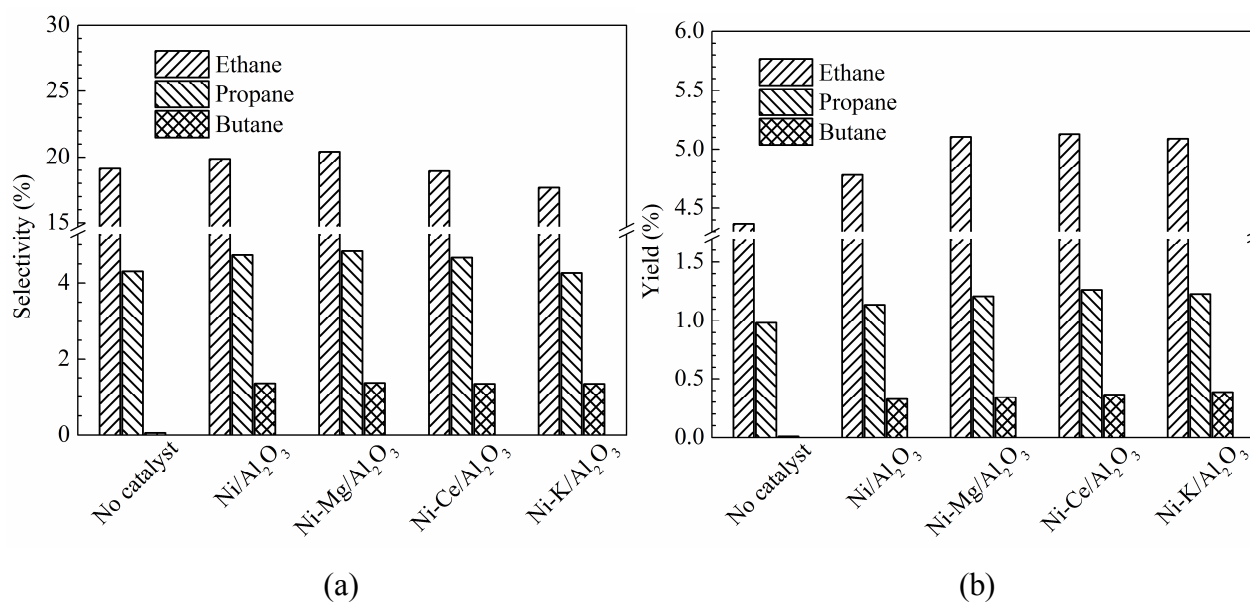 30
25
20
15
4
2
0
Selectivity (%)
Ethane
Propane
Butane
No catalyst
Ni/Al₂O₃
Ni-Mg/Al₂O₃
Ni-Ce/Al₂O₃
Ni-K/Al₂O₃
(a)
6.0
5.5
5.0
4.5
1.5
1.0
0.5
0.0
Yield (%)
Ethane
Propane
Butane
No catalyst
Ni/Al₂O₃
Ni-Mg/Al₂O₃
Ni-Ce/Al₂O₃
Ni-K/Al₂O₃
(b)